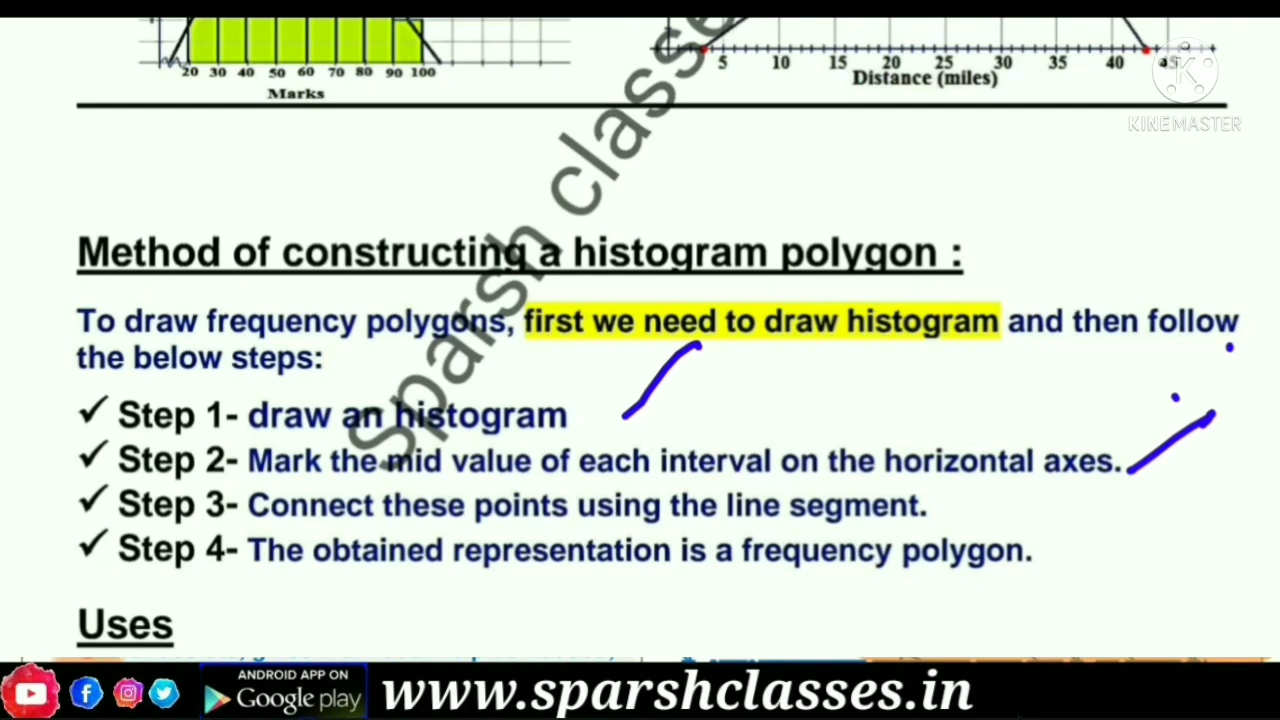 20 30 40 50 60 70 80 90 100
Marks
5 10 15 20 25 30 35 40 45
Distance (miles)
KINEMASTER
Sparsh classe
Method of constructing a histogram polygon :
To draw frequency polygons, first we need to draw histogram and then follow
the below steps:
✓ Step 1- draw an histogram
✓ Step 2- Mark the mid value of each interval on the horizontal axes.
✓ Step 3- Connect these points using the line segment.
✓ Step 4- The obtained representation is a frequency polygon.
Uses
ANDROID APP ON
Google play
www.sparshclasses.in